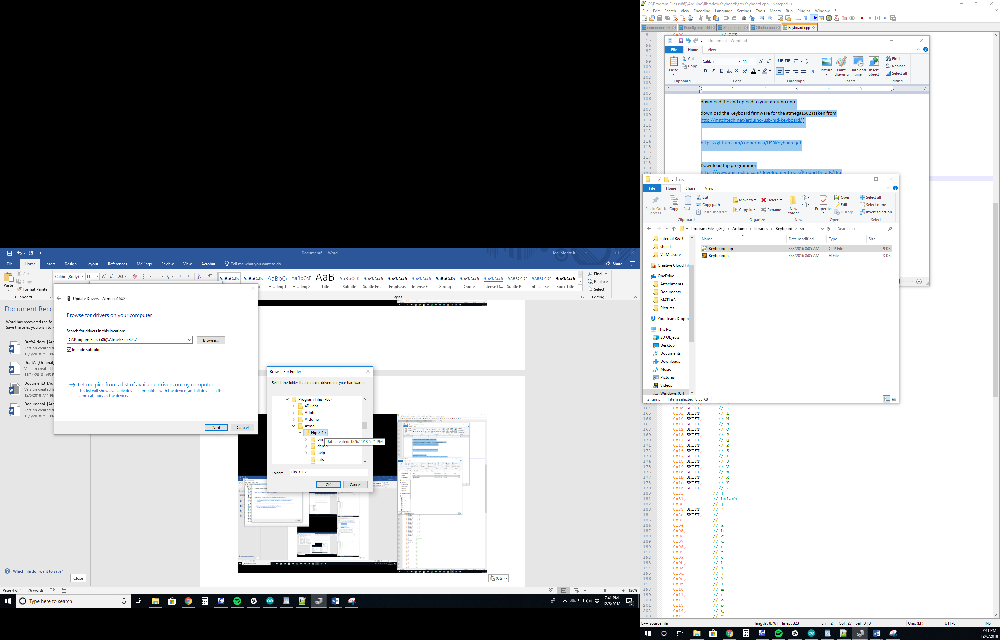 Document6 - Word
Joel Moritz Jr
File Home Insert Design Layout References Mailings Review View Acrobat Tell me what you want to do Share
Paste
Cut
Copy
Format Painter
Clipboard
Calibri (Body) 11
AaBbCcDc AaBbCcDc AaBbCc AaBbCcD AaB AaBbCcD AaBbCcDc AaBbCcDc AaBbCcDc AaBbCcDc AaBbCcDc AaBbCcDc AABBCCDD AABBCCDD AaBbCcDc
Heading 1 Heading 2 Title Subtitle Subtle Em... Emphasis Intense E... Strong Quote Intense Q... Subtle Ref... Intense Re... Book Title
Styles
Find
Replace
Select
Editing
Document Reco
Word has recovered the foll
Save the ones you wish to k
DraftA.docx [Aut
Version created fr
12/6/2018 7:11 PM
DraftA [Original]
Version created la
11/24/2018 1:43 P
Document3 [Aut
Version created fr
12/6/2018 7:11 PM
Document4 [Aut
Version created fr
12/6/2018 7:11 PM
Which file do I want to save?
Close
Page 4 of 4 76 words
120%
(Ctrl)
Update Drivers - ATmega16U2
Browse for drivers on your computer
Search for drivers in this location:
C:\Program Files (x86)\Atmel\Flip 3.4.7
Browse...
Include subfolders
Let me pick from a list of available drivers on my computer
This list will show available drivers compatible with the device, and all drivers in the
same category as the device.
Next Cancel
Browse For Folder
Select the folder that contains drivers for your hardware.
Program Files (x86)
4D Labs
Adobe
Arduino
Atmel
Flip 3.4.7
bin
Date created: 12/6/2018 5:21 PM
demo
help
info
Folder: Flip 3.4.7
OK Cancel
Type here to search
7:41 PM
12/6/2018
5
C:\Program Files (x86)\Arduino\libraries\Keyboard\src\Keyboard.cpp - Notepad++
File Edit Search View Encoding Language Settings Tools Macro Run Plugins Window ?
X
component.mk Kconfig.projbuild Stepper.cpp Cthulhu.cpp Keyboard.cpp
94 0x00, // ACK
95
96
97
98
99
100
101
102
103
104
105
106
107
108
109
110
111
112
113
114
115
116
117
118
119
120
Document - WordPad
File Home View
Paste
Cut
Copy
Clipboard
Calibri 11
Font
Paragraph
Picture
Paint drawing
Date and time
Insert object
Insert
Find
Replace
Select all
Editing
1 1 2 3 4 5 7
download file and upload to your arduino uno.
download the Keyboard firmware for the atmega16u2 (taken from
http://mitchtech.net/arduino-usb-hid-keyboard/ )
https://github.com/coopermaa/USBKeyboard.git
Download flip programmer
https://www.microchip.com/developmenttools/ProductDetails/flip
src
File Home Share View
Pin to Quick access
Copy
Paste
Cut
Copy path
Paste shortcut
Clipboard
Move to
Copy to
Delete
Rename
Organize
New folder
New
Properties
Open
Edit
History
Open
Select all
Select none
Invert selection
Select
« Program Files (x86) > Arduino > libraries > Keyboard > src
Search src
Name Date modified Type Size
Keyboard.cpp 3/8/2016 8:05 AM CPP File 9 KB
Keyboard.h 3/8/2016 8:05 AM H File 3 KB
Internal R&D
sheild
VetMeasure
Creative Cloud Fil
OneDrive
Attachments
Documents
MATLAB
Pictures
Your team Dropbo
This PC
3D Objects
Desktop
Documents
Downloads
Music
Pictures
Videos
Windows (C:)
2 items 1 item selected 8.55 KB
164 0x0e|SHIFT, // K
165 0x0f|SHIFT, // L
166 0x10|SHIFT, // M
167 0x11|SHIFT, // N
168 0x12|SHIFT, // O
169 0x13|SHIFT, // P
170 0x14|SHIFT, // Q
171 0x15|SHIFT, // R
172 0x16|SHIFT, // S
173 0x17|SHIFT, // T
174 0x18|SHIFT, // U
175 0x19|SHIFT, // V
176 0x1a|SHIFT, // W
177 0x1b|SHIFT, // X
178 0x1c|SHIFT, // Y
179 0x1d|SHIFT, // Z
180 0x2f, // [
181 0x31, // bslash
182 0x30, // ]
183 0x23|SHIFT, // ^
184 0x2d|SHIFT, // _
185 0x35, // `
186 0x04, // a
187 0x05, // b
188 0x06, // c
189 0x07, // d
190 0x08, // e
191 0x09, // f
192 0x0a, // g
193 0x0b, // h
194 0x0c, // i
195 0x0d, // j
196 0x0e, // k
197 0x0f, // l
198 0x10, // m
199 0x11, // n
200 0x12, // o
201 0x13, // p
202 0x14, // q
203 0x15, // r
C++ source file length : 8,761 lines : 323 Ln : 121 Col : 27 Sel : 0 | 0 Unix (LF) UTF-8 INS
7:41 PM
12/6/2018